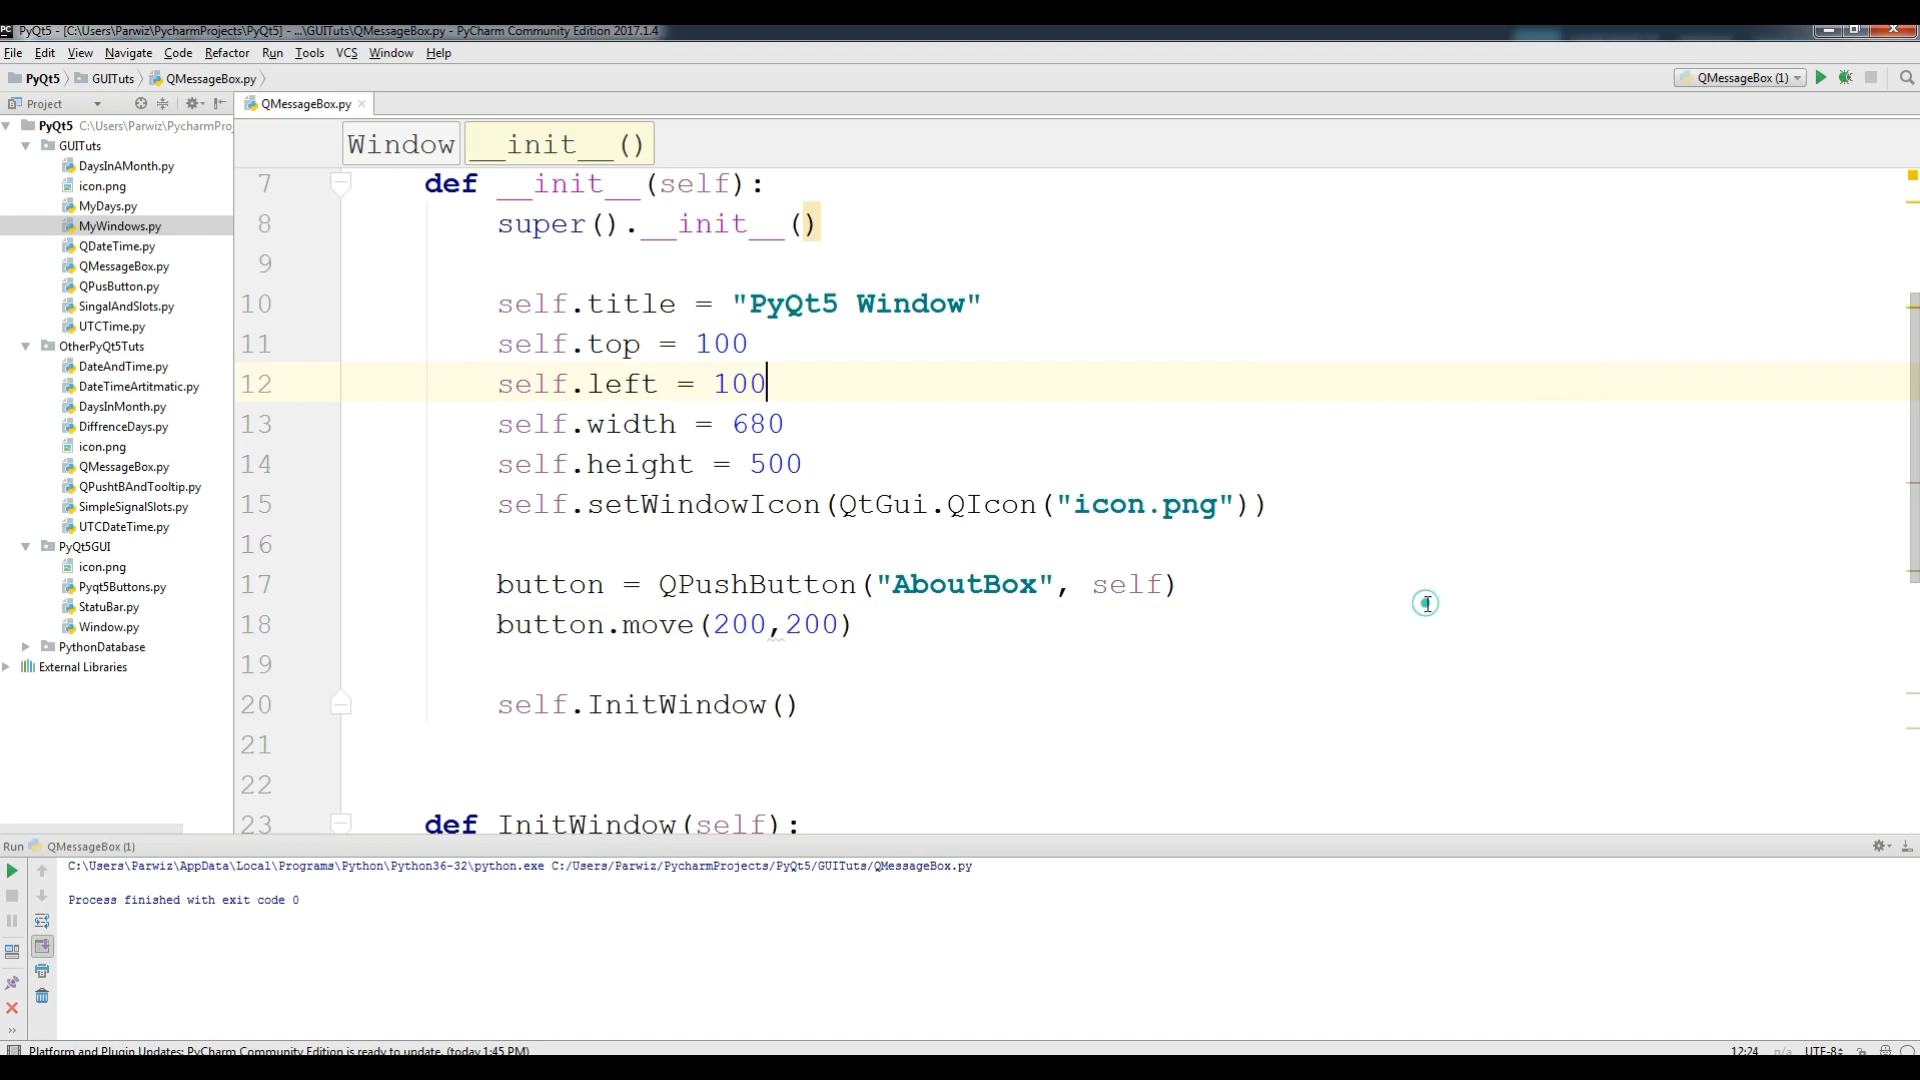 PyQt5 - [C:\Users\Parwiz\PycharmProjects\PyQt5] - ...\GUITuts\QMessageBox.py - PyCharm Community Edition 2017.1.4
File Edit View Navigate Code Refactor Run Tools VCS Window Help
PyQt5 GUITuts QMessageBox.py QMessageBox (1)
Project QMessageBox.py
Window __init__()
PyQt5 C:\Users\Parwiz\PycharmPro
GUITuts
DaysInAMonth.py
icon.png
MyDays.py
MyWindows.py
QDateTime.py
QMessageBox.py
QPusButton.py
SingalAndSlots.py
UTCTime.py
OtherPyQt5Tuts
DateAndTime.py
DateTimeArtitmatic.py
DaysInMonth.py
DiffrenceDays.py
icon.png
QMessageBox.py
QPushtBAndTooltip.py
SimpleSignalSlots.py
UTCDateTime.py
PyQt5GUI
icon.png
Pyqt5Buttons.py
StatuBar.py
Window.py
PythonDatabase
External Libraries
7 def __init__(self):
8 super().__init__()
9
10 self.title = "PyQt5 Window"
11 self.top = 100
12 self.left = 100
13 self.width = 680
14 self.height = 500
15 self.setWindowIcon(QtGui.QIcon("icon.png"))
16
17 button = QPushButton("AboutBox", self)
18 button.move(200,200)
19
20 self.InitWindow()
21
22
23 def InitWindow(self):
Run QMessageBox (1)
C:\Users\Parwiz\AppData\Local\Programs\Python\Python36-32\python.exe C:/Users/Parwiz/PycharmProjects/PyQt5/GUITuts/QMessageBox.py
Process finished with exit code 0
Platform and Plugin Updates: PyCharm Community Edition is ready to update. (today 1:45 PM) 12:24 n/a UTF-8